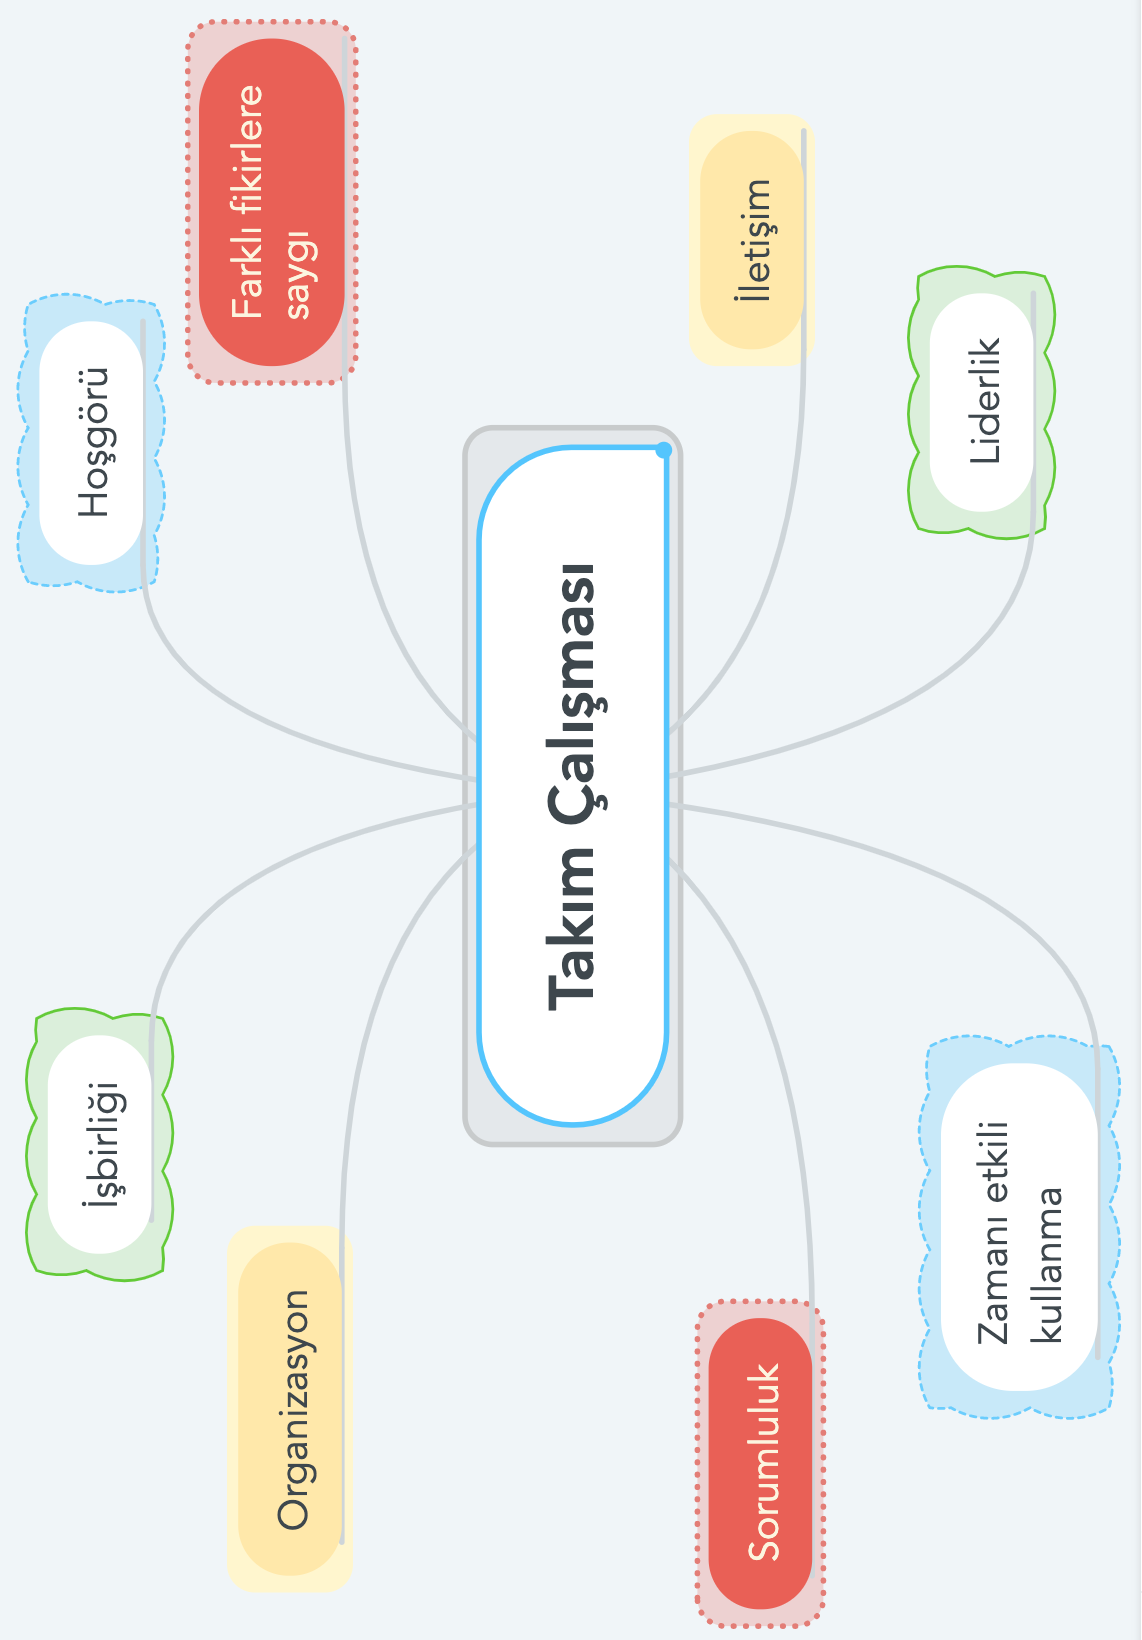 Takım Çalışması
İşbirliği
Hoşgörü
Organizasyon
Farklı fikirlere
saygı
Sorumluluk
İletişim
Zamanı etkili
kullanma
Liderlik